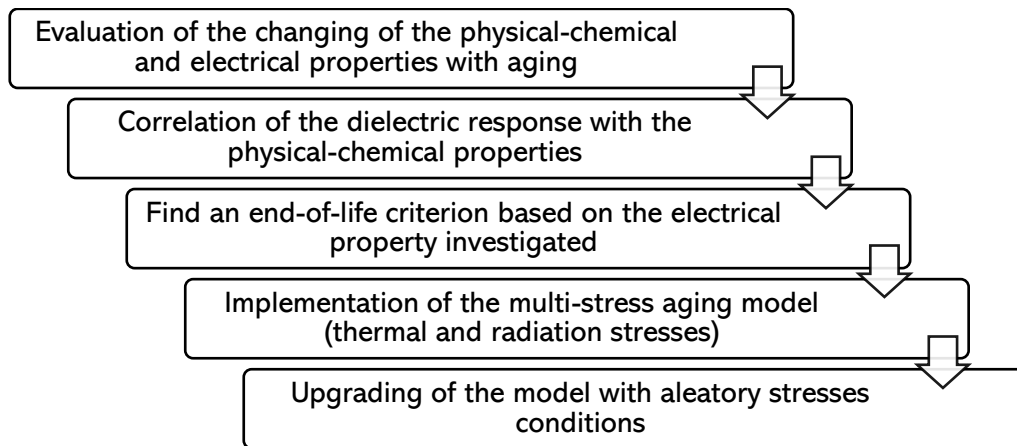 Evaluation of the changing of the physical-chemical
and electrical properties with aging
Correlation of the dielectric response with the
physical-chemical properties
Find an end-of-life criterion based on the electrical
property investigated
Implementation of the multi-stress aging model
(thermal and radiation stresses)
Upgrading of the model with aleatory stresses
conditions